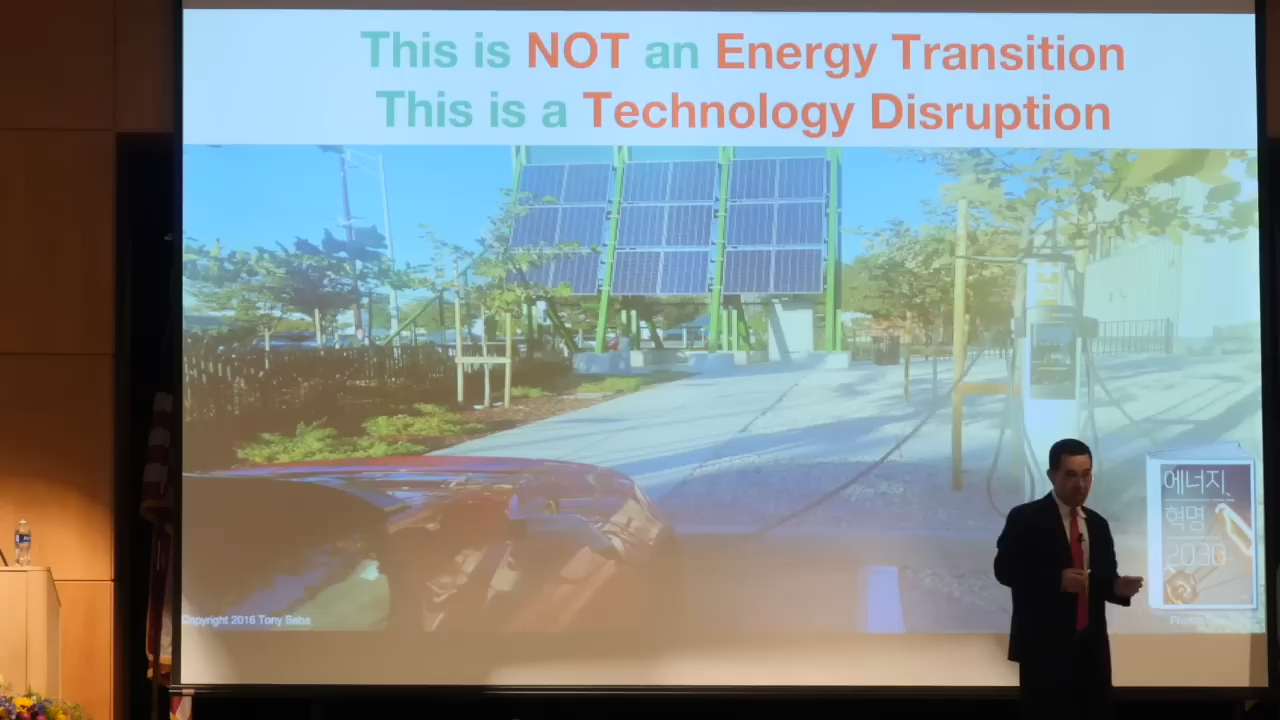 This is NOT an Energy Transition
This is a Technology Disruption
에너지
혁명
2030
Copyright 2016 Tony Seba